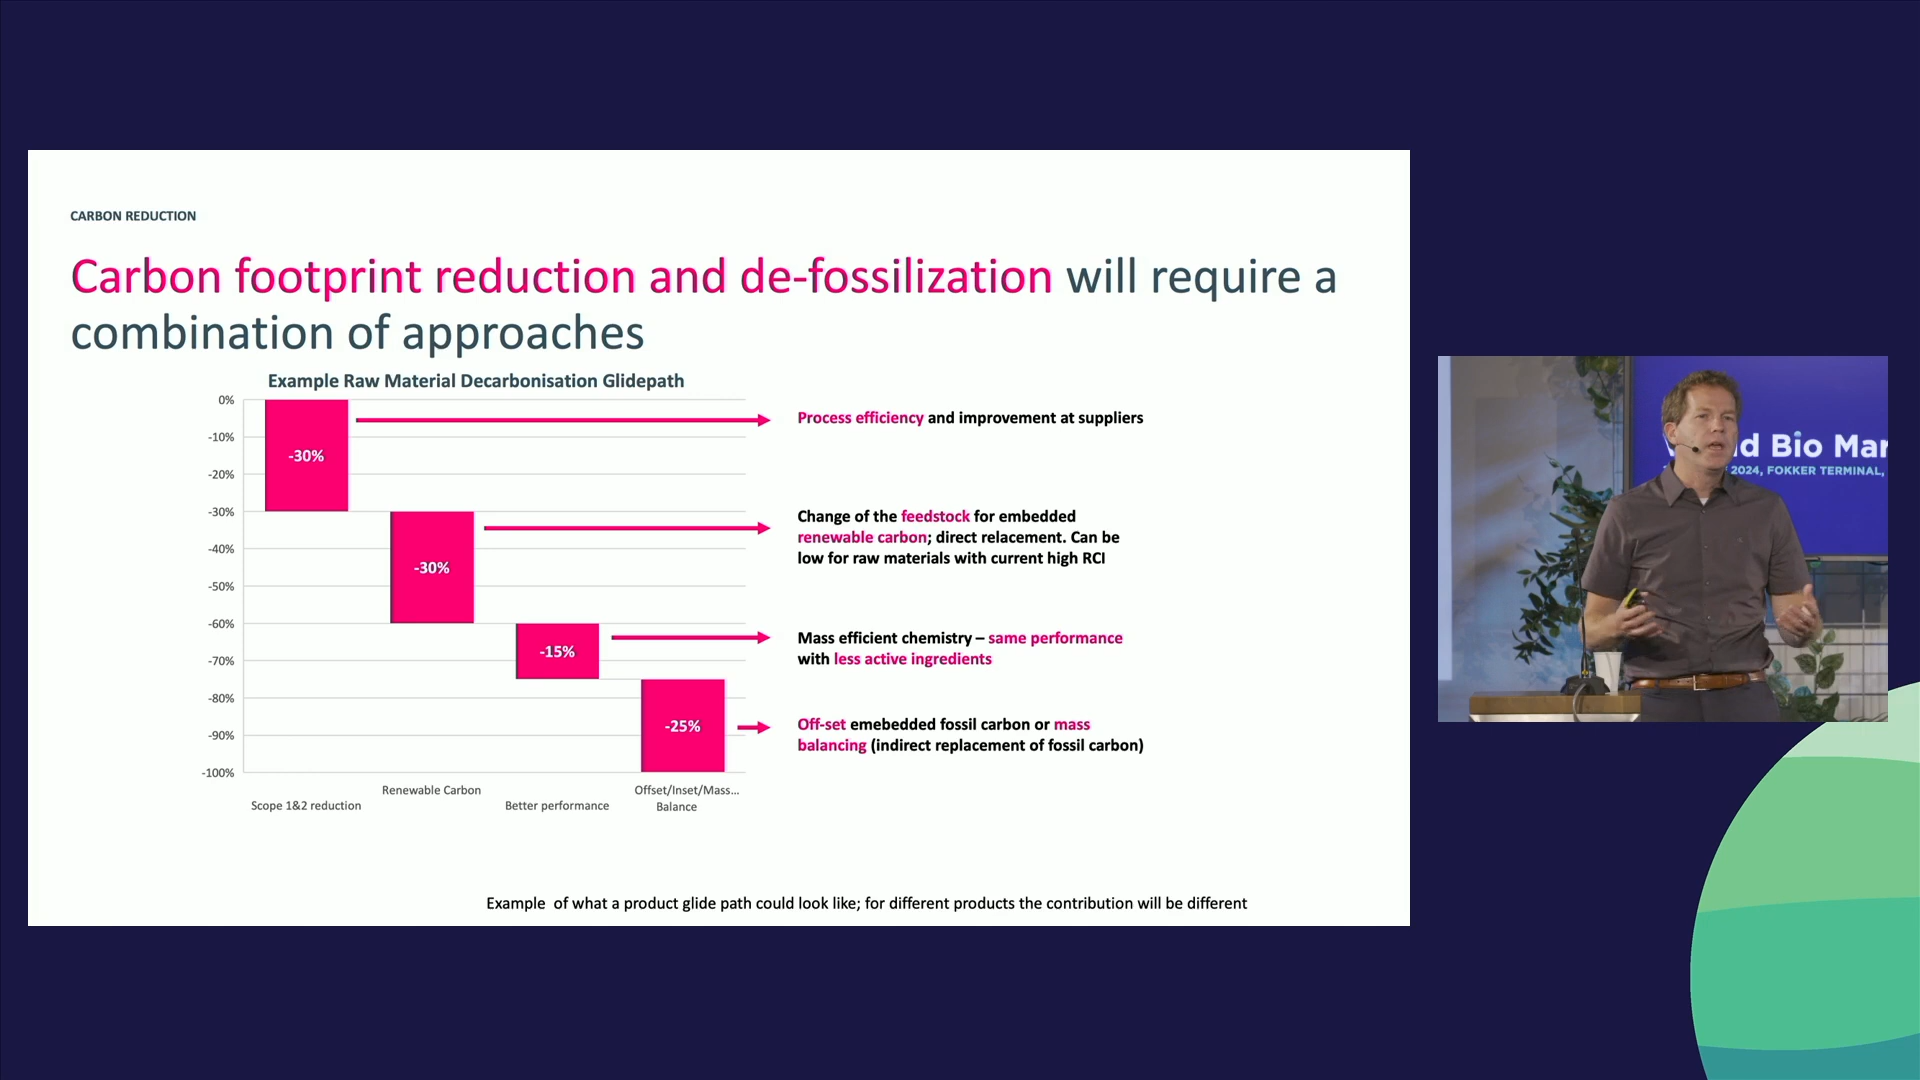 CARBON REDUCTION
Carbon footprint reduction and de-fossilization will require a
combination of approaches
Example Raw Material Decarbonisation Glidepath
0%
-10%
-20%
-30%
-40%
-50%
-60%
-70%
-80%
-90%
-100%
-30%
-30%
-15%
-25%
Scope 1&2 reduction
Renewable Carbon
Better performance
Offset/Inset/Mass...
Balance
Process efficiency and improvement at suppliers
Change of the feedstock for embedded
renewable carbon; direct relacement. Can be
low for raw materials with current high RCI
Mass efficient chemistry – same performance
with less active ingredients
Off-set emebedded fossil carbon or mass
balancing (indirect replacement of fossil carbon)
Example of what a product glide path could look like; for different products the contribution will be different
Bio Mar
2024, FOKKER TERMINAL,